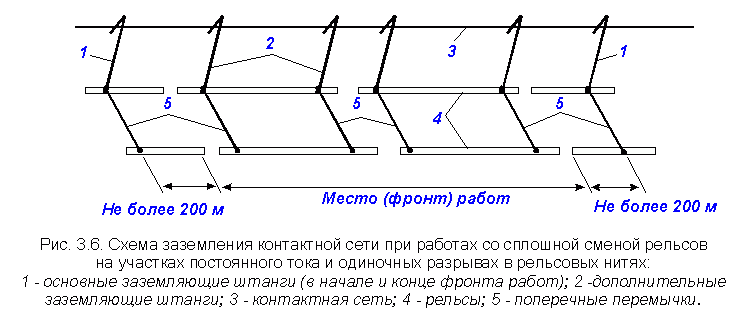 1 2 3 1
5 5 5
4
Место (фронт) работ
Не более 200 м Не более 200 м
Рис. 3.6. Схема заземления контактной сети при работах со сплошной сменой рельсов
на участках постоянного тока и одиночных разрывах в рельсовых нитях:
1 - основные заземляющие штанги (в начале и конце фронта работ); 2 -дополнительные
заземляющие штанги; 3 - контактная сеть; 4 - рельсы; 5 - поперечные перемычки.